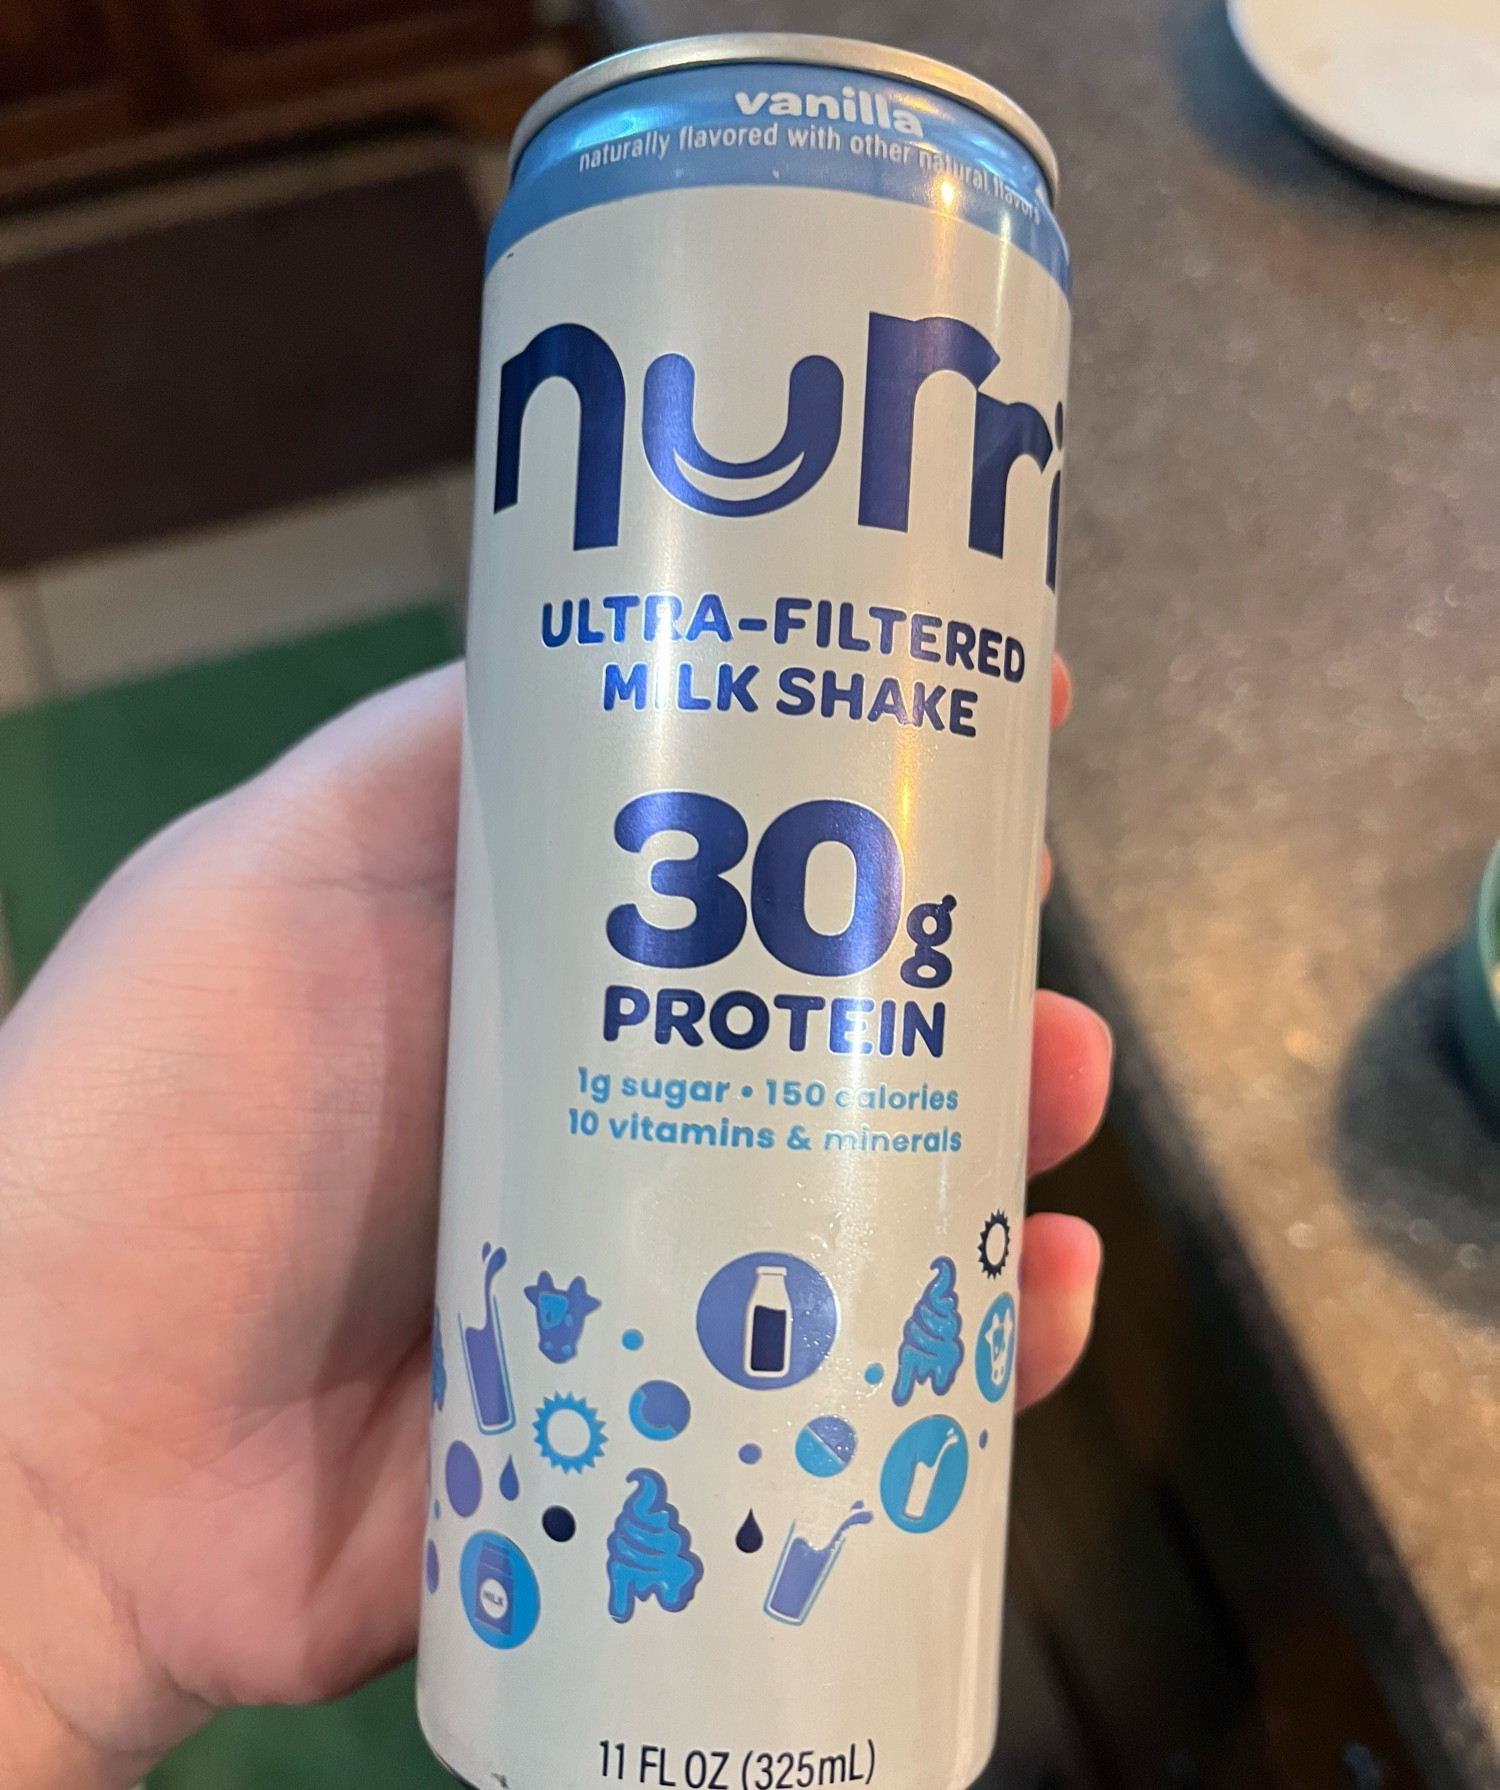 vanilla
naturally flavored with other natural flavors
nurri
ULTRA-FILTERED
MILK SHAKE
30g
PROTEIN
1g sugar • 150 calories
10 vitamins & minerals
MILK
11 FL OZ (325mL)